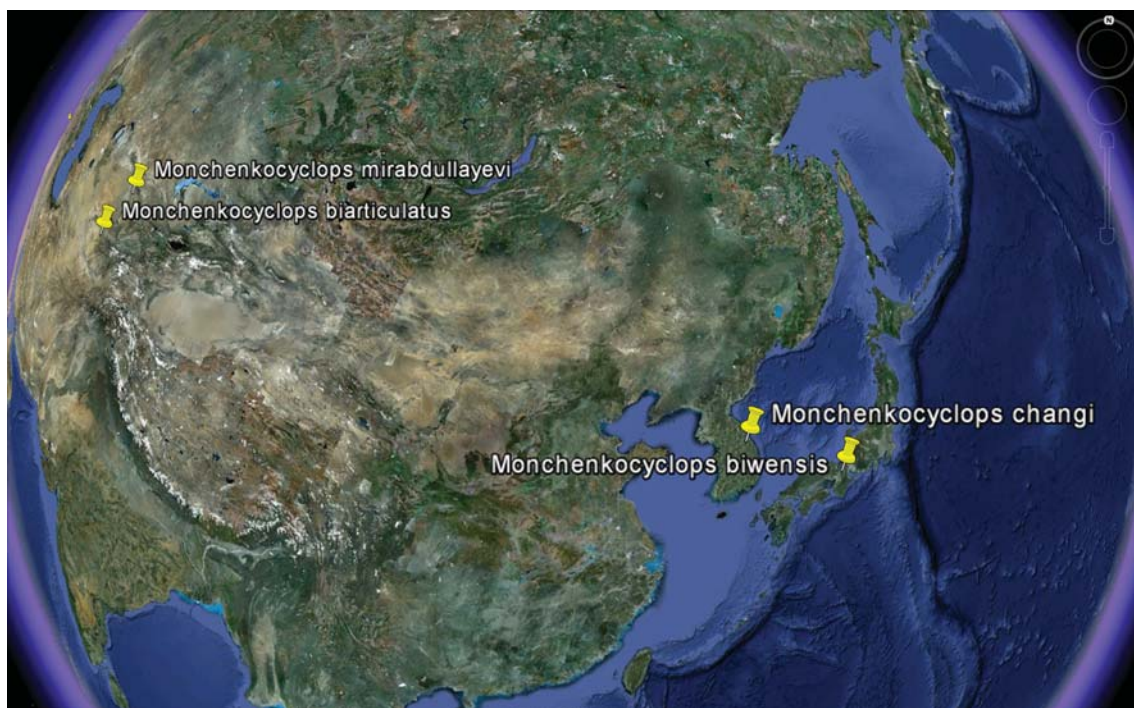 N
Monchenkocyclops mirabdullayevi
Monchenkocyclops biarticulatus
Monchenkocyclops changi
Monchenkocyclops biwensis